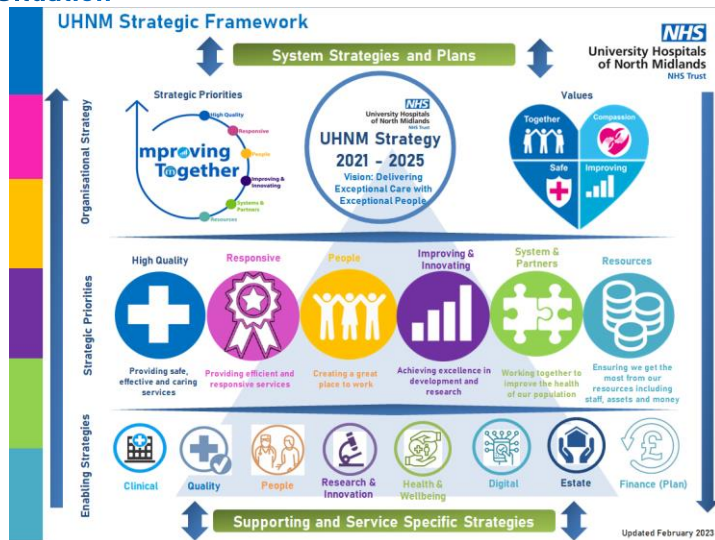 UHNM Strategic Framework
System Strategies and Plans
NHS
University Hospitals
of North Midlands
NHS Trust
Organisational Strategy
Strategic Priorities
High Quality
Responsive
People
Improving &
Innovating
Systems &
Partners
Resources
mproving
Together
NHS
University Hospitals
of North Midlands
NHS Trust
UHNM Strategy
2021 - 2025
Vision: Delivering
Exceptional Care with
Exceptional People
Values
Together
Compassion
Safe
Improving
Strategic Priorities
High Quality
Providing safe,
effective and caring
services
Responsive
Providing efficient and
responsive services
People
Creating a great
place to work
Improving &
Innovating
Achieving excellence in
development and
research
System &
Partners
Working together to
improve the health
of our population
Resources
Ensuring we get the
most from our
resources including
staff, assets and money
Enabling Strategies
Clinical
Quality
People
Research &
Innovation
Health &
Wellbeing
Digital
Estate
£
Finance (Plan)
Supporting and Service Specific Strategies
Updated February 2023